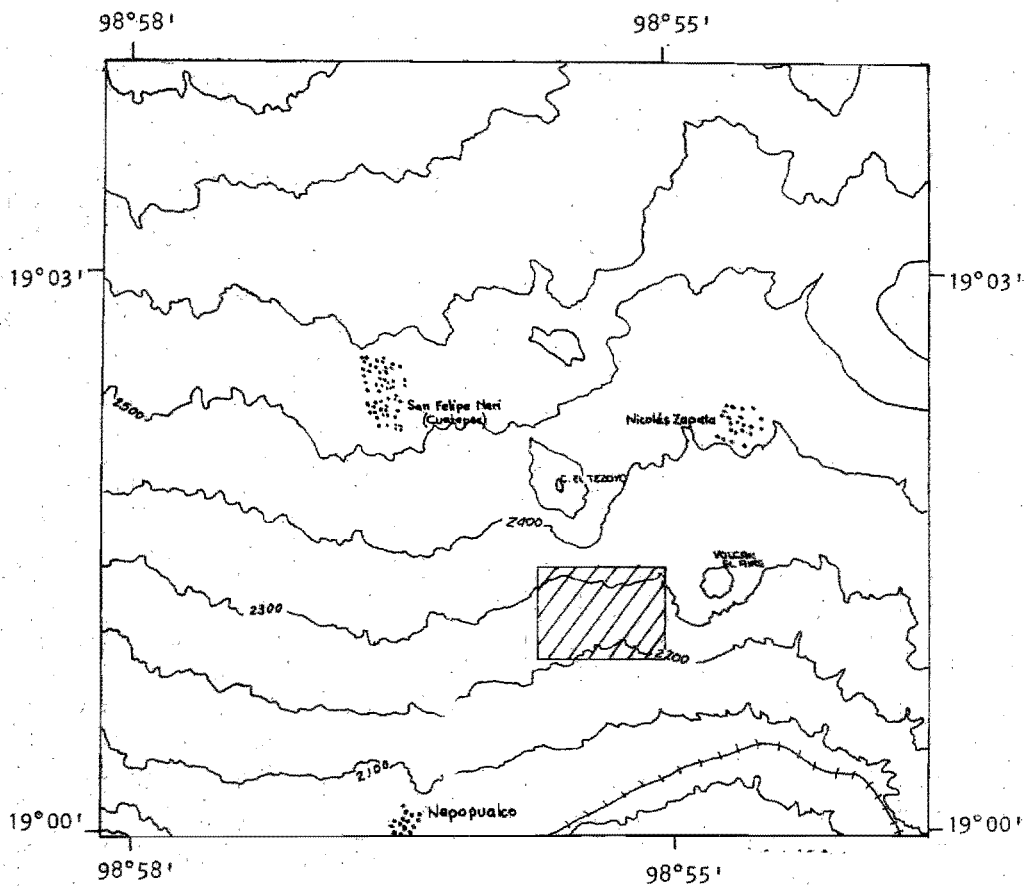 98°58'
98°55'
19°03'
19°03'
2500
San Felipe Neri
(Cuatepec)
Nicolás Zapata
C. EL TEZOYO
2400
VOLCAN
2300
2200
2100
Nepopualco
19°00'
19°00'
98°58'
98°55'